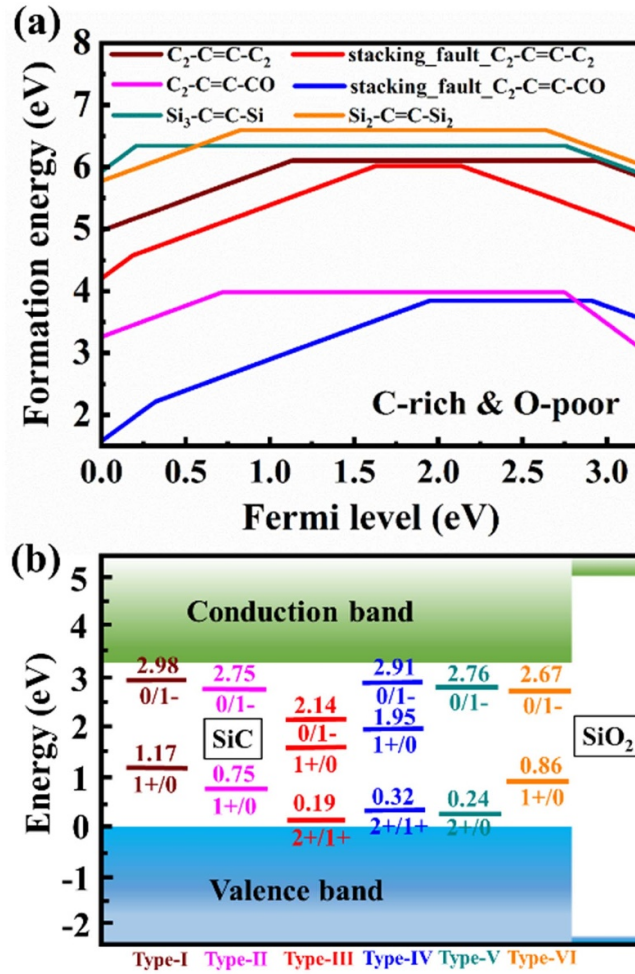 (a)
8
7
6
5
4
3
2
Formation energy (eV)
C₂-C=C-C₂
stacking_fault_C₂-C=C-C₂
C₂-C=C-CO
stacking_fault_C₂-C=C-CO
Si₃-C=C-Si
Si₂-C=C-Si₂
C-rich & O-poor
0.0 0.5 1.0 1.5 2.0 2.5 3.0
Fermi level (eV)
(b)
5
4
3
2
1
0
-1
-2
Energy (eV)
Conduction band
2.98
0/1-
1.17
1+/0
2.75
0/1-
SiC
0.75
1+/0
2.14
0/1-
1+/0
0.19
2+/1+
2.91
0/1-
1.95
1+/0
0.32
2+/1+
2.76
0/1-
0.24
2+/0
2.67
0/1-
0.86
1+/0
SiO₂
Valence band
Type-I Type-II Type-III Type-IV Type-V Type-VI